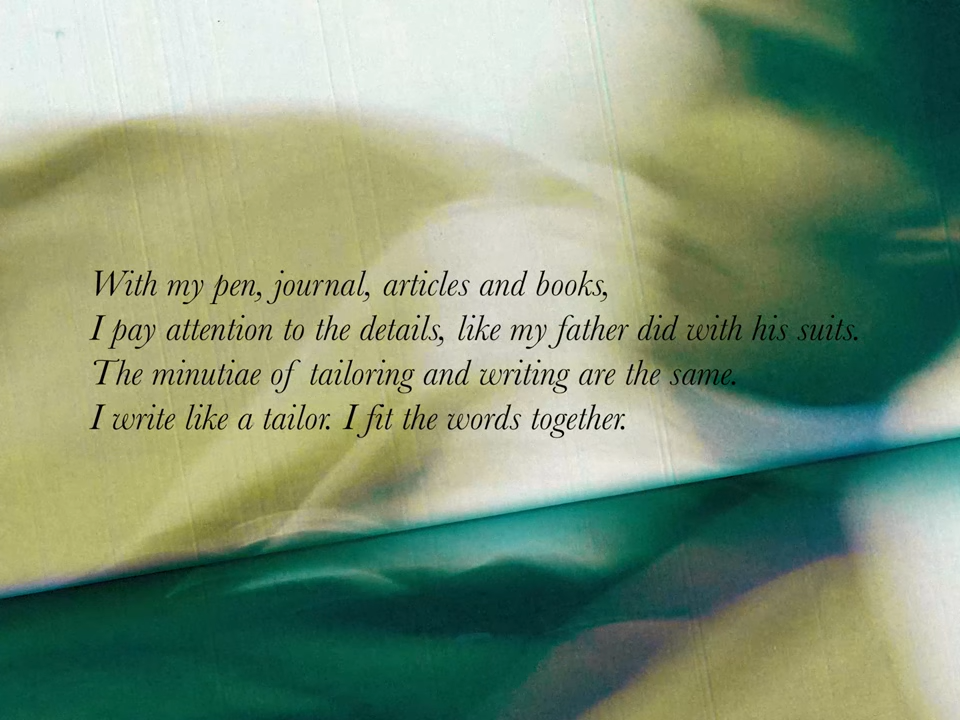 With my pen, journal, articles and books,
I pay attention to the details, like my father did with his suits.
The minutiae of tailoring and writing are the same.
I write like a tailor. I fit the words together.